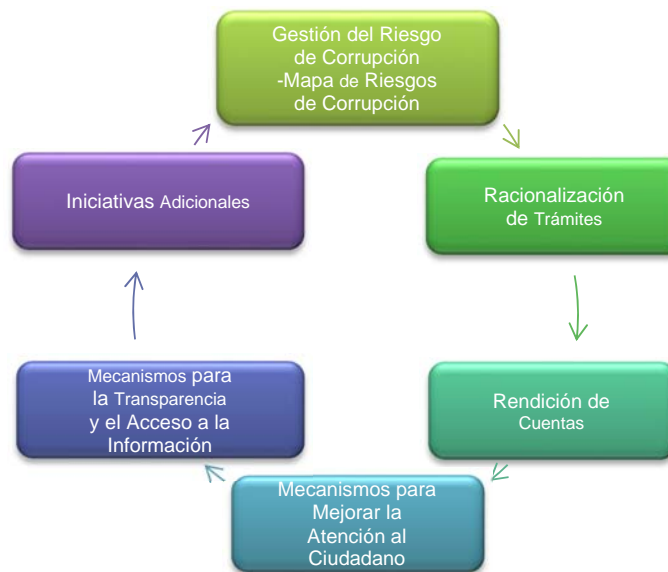 Gestión del Riesgo
de Corrupción
-Mapa de Riesgos
de Corrupción
Racionalización
de Trámites
Rendición de
Cuentas
Mecanismos para
Mejorar la
Atención al
Ciudadano
Mecanismos para
la Transparencia
y el Acceso a la
Información
Iniciativas Adicionales